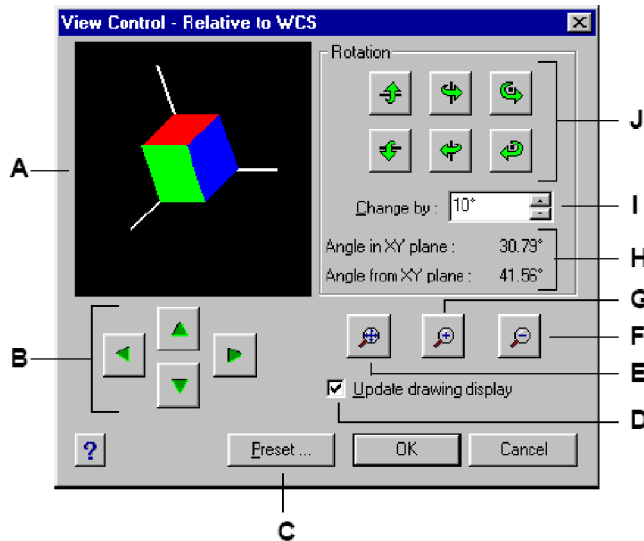 View Control - Relative to WCS
Rotation
A
J
Change by : 10°
I
Angle in XY plane : 30.79°
H
Angle from XY plane : 41.56°
G
B
F
E
Update drawing display
D
?
Preset ...
OK
Cancel
C